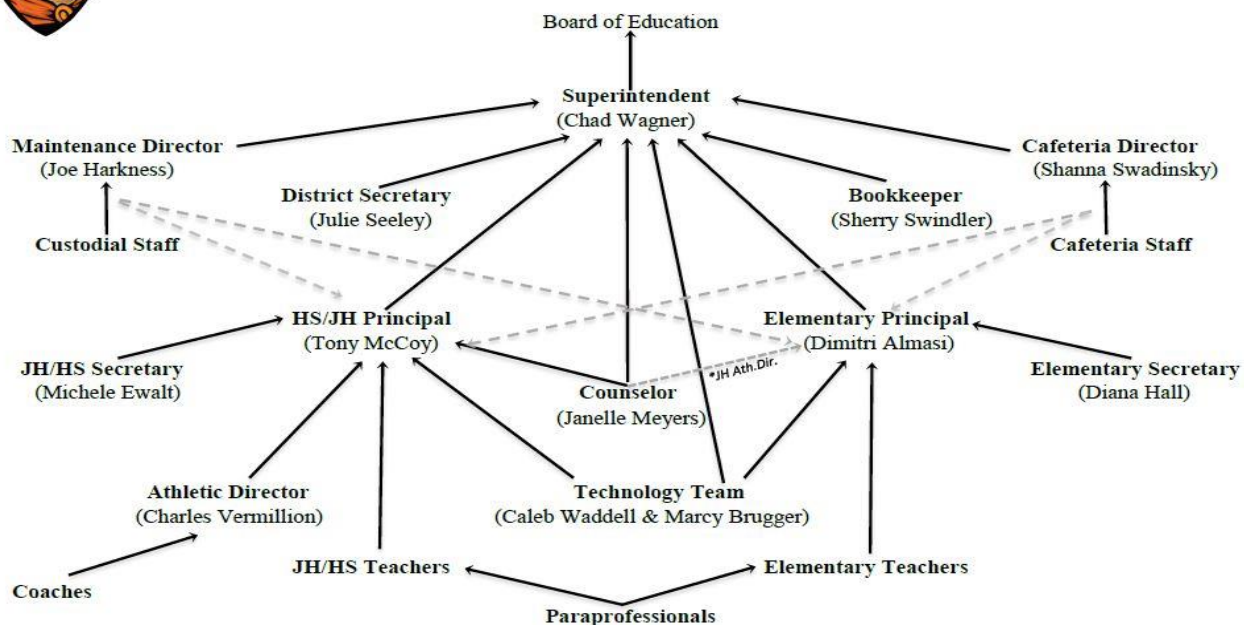 Board of Education
Superintendent
(Chad Wagner)
Maintenance Director
(Joe Harkness)
Cafeteria Director
(Shanna Swadinsky)
District Secretary
(Julie Seeley)
Bookkeeper
(Sherry Swindler)
Custodial Staff
Cafeteria Staff
HS/JH Principal
(Tony McCoy)
Elementary Principal
(Dimitri Almasi)
JH/HS Secretary
(Michele Ewalt)
*JH Ath.Dir.
Counselor
(Janelle Meyers)
Elementary Secretary
(Diana Hall)
Athletic Director
(Charles Vermillion)
Technology Team
(Caleb Waddell & Marcy Brugger)
JH/HS Teachers
Elementary Teachers
Coaches
Paraprofessionals